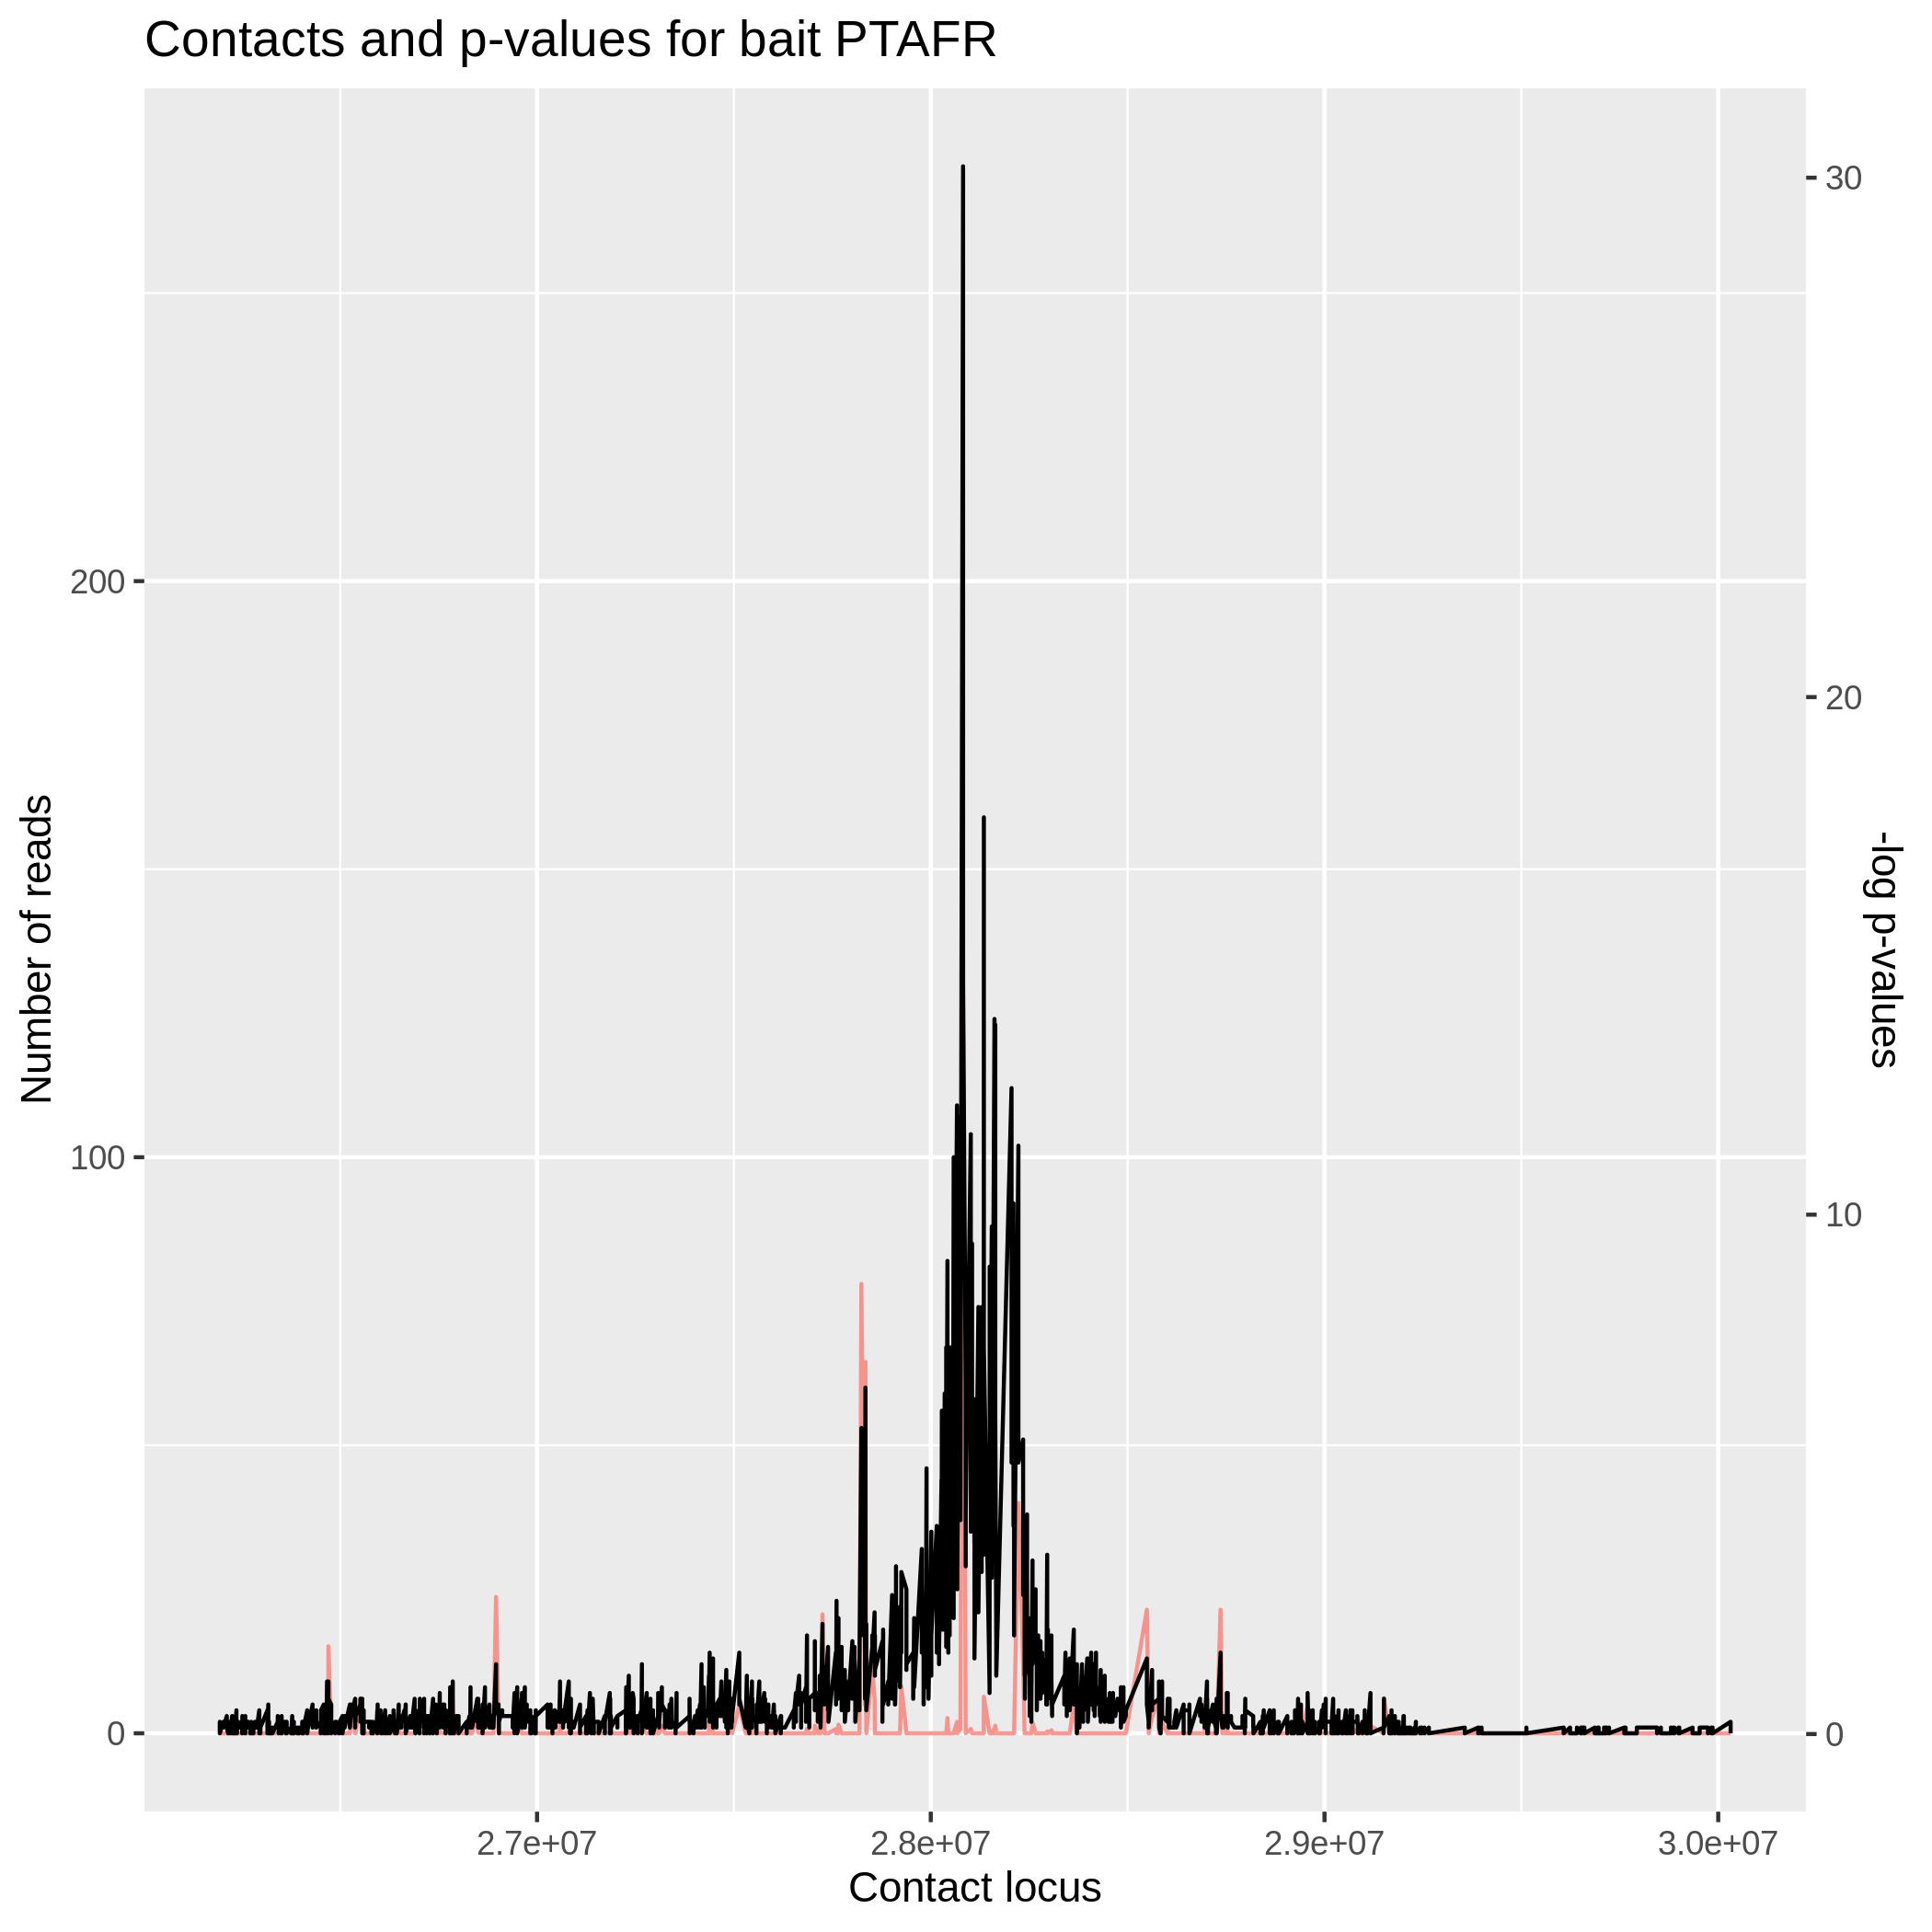 Contacts and p-values for bait PTAFR
Number of reads
200
100
0
30
20
10
0
-log p-values
2.7e+07
2.8e+07
2.9e+07
3.0e+07
Contact locus